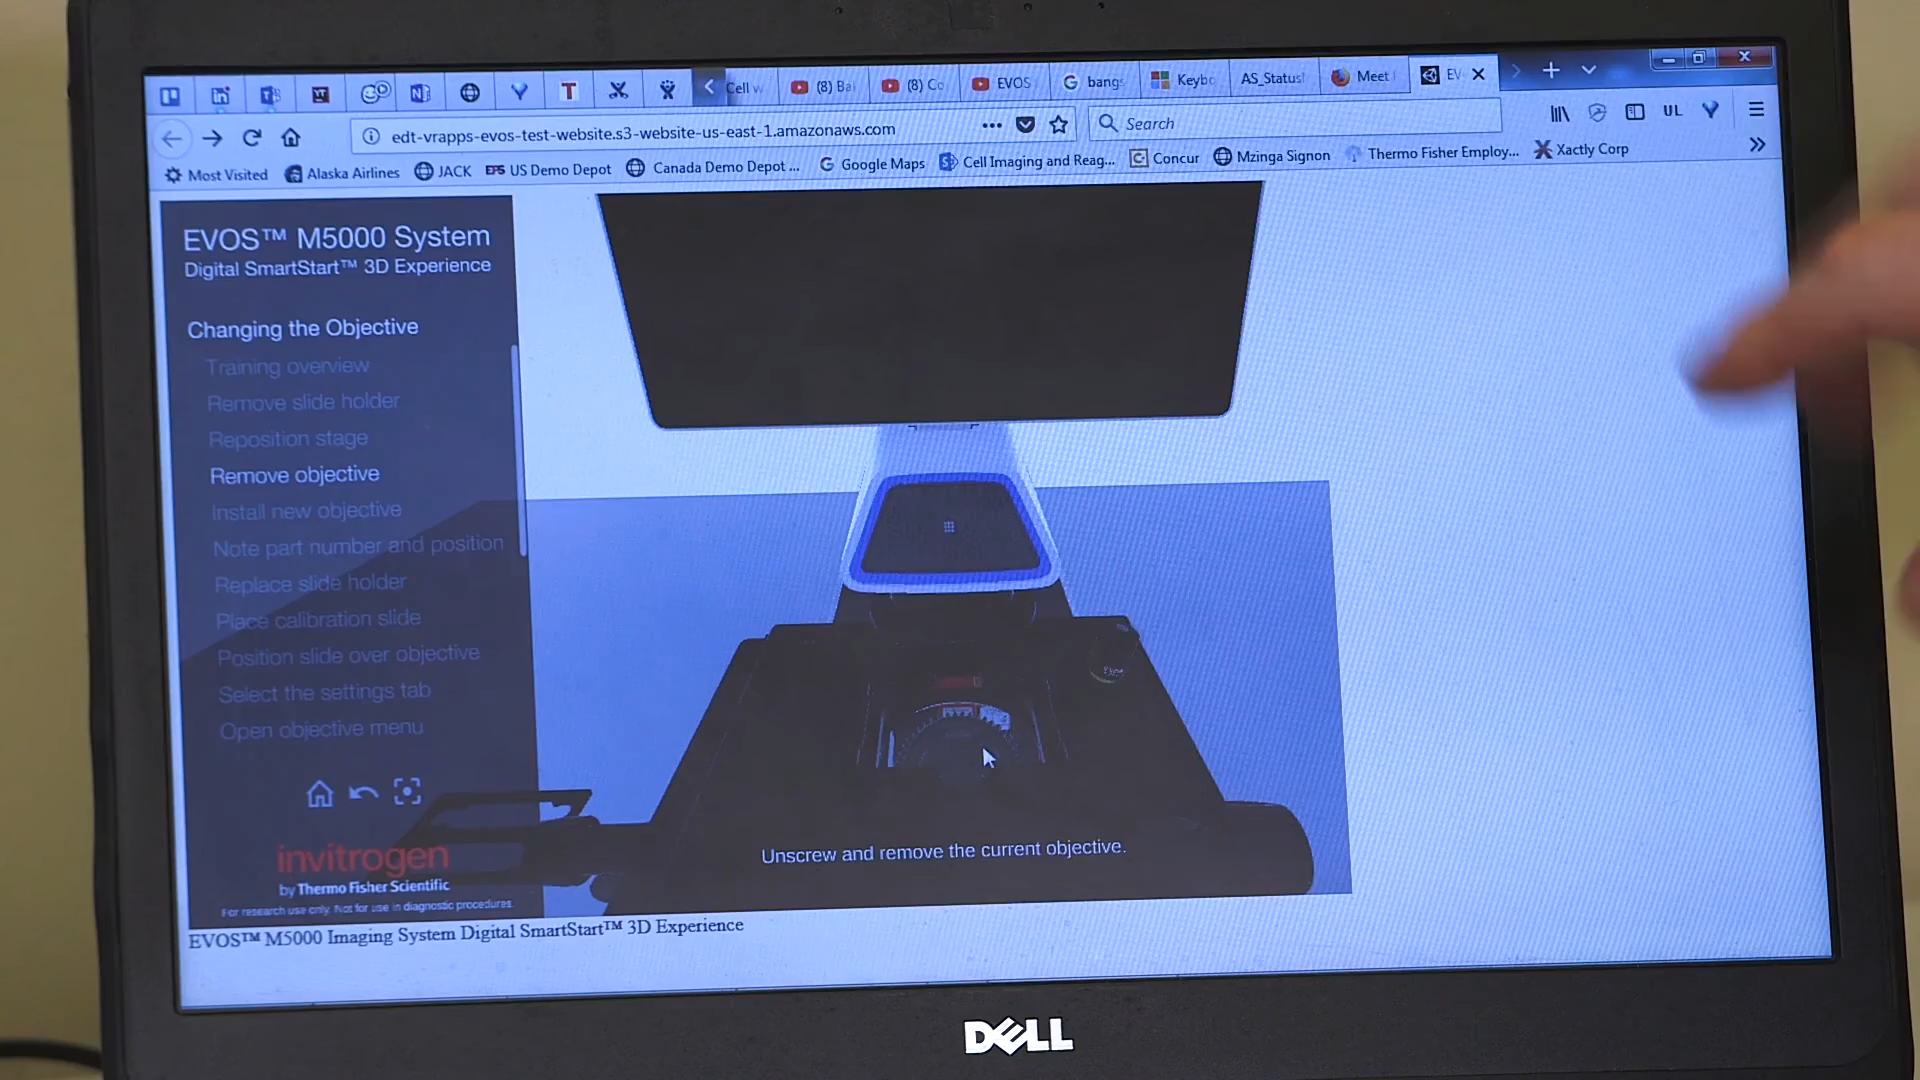 Cell w
(8) Bai
(8) Co
EVOS
bangs
Keybo
AS_Status
Meet
EV
edt-vrapps-evos-test-website.s3-website-us-east-1.amazonaws.com
Search
UL
Most Visited
Alaska Airlines
JACK
US Demo Depot
Canada Demo Depot ...
Google Maps
Cell Imaging and Reag...
Concur
Mzinga Signon
Thermo Fisher Employ...
Xactly Corp
EVOS™ M5000 System
Digital SmartStart™ 3D Experience
Changing the Objective
Training overview
Remove slide holder
Reposition stage
Remove objective
Install new objective
Note part number and position
Replace slide holder
Place calibration slide
Position slide over objective
Select the settings tab
Open objective menu
invitrogen
by Thermo Fisher Scientific
For research use only. Not for use in diagnostic procedures.
Unscrew and remove the current objective.
EVOS™ M5000 Imaging System Digital SmartStart™ 3D Experience
DELL